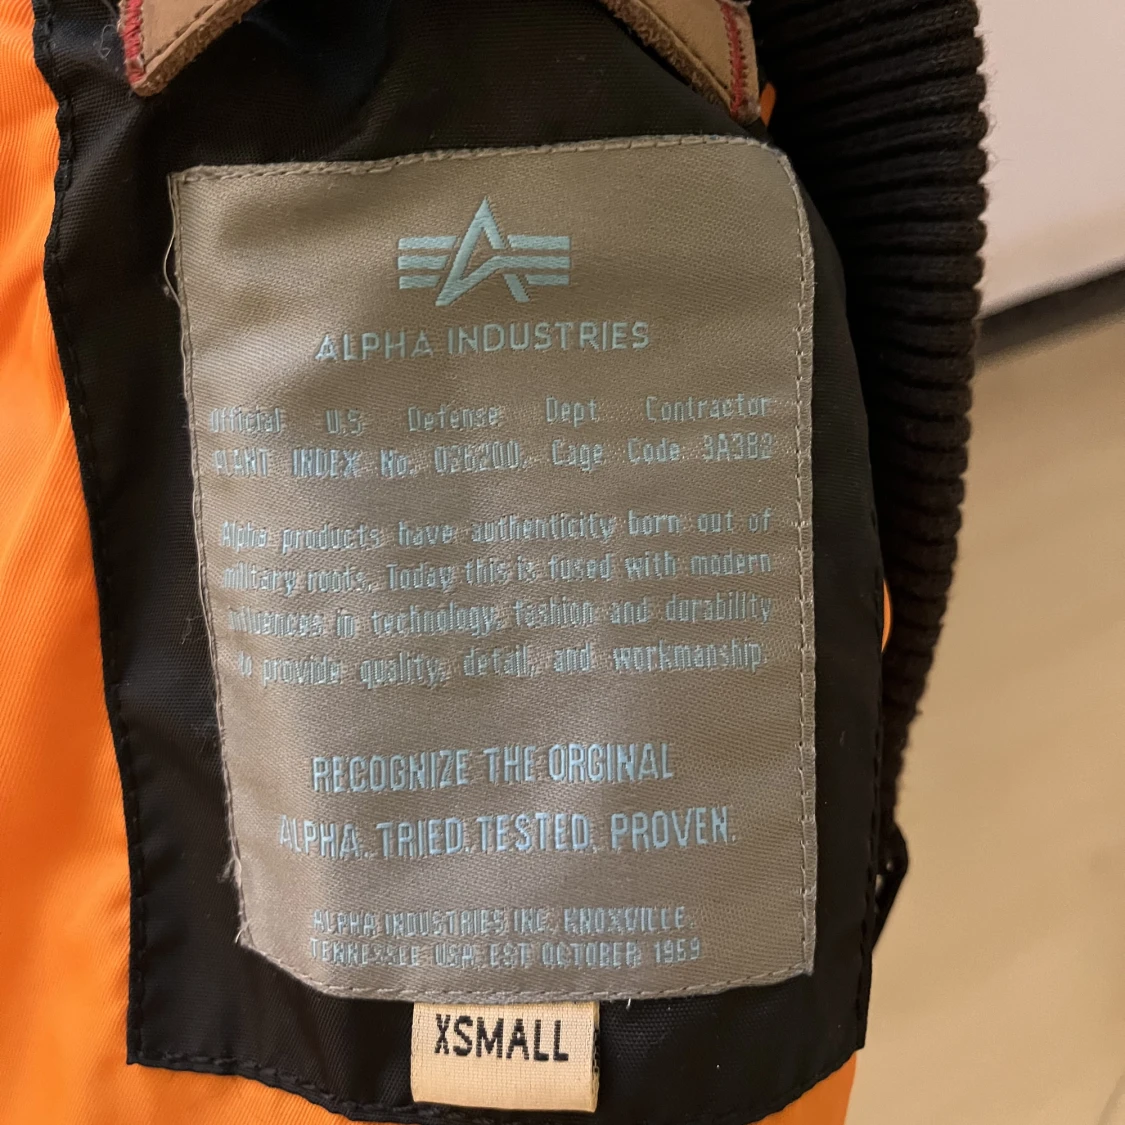 ALPHA INDUSTRIES
Official U.S Defense Dept Contractor
PLANT INDEX No. 036200, Cage Code 3A382
Alpha products have authenticity born out of
military roots. Today this is fused with modern
influences in technology, fashion and durability
to provide quality, detail, and workmanship.
RECOGNIZE THE ORGINAL
ALPHA. TRIED. TESTED. PROVEN.
ALPHA INDUSTRIES INC. KNOXVILLE,
TENNESSEE USA, EST OCTOBER 1959
XSMALL